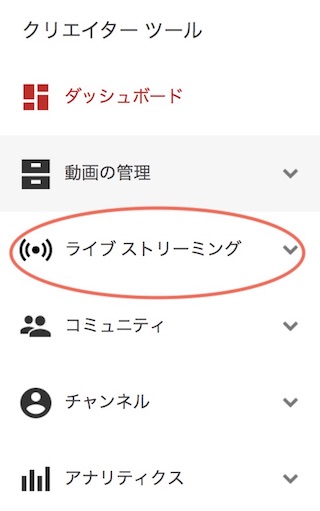 クリエイター ツール
ダッシュボード
動画の管理
ライブ ストリーミング
コミュニティ
チャンネル
アナリティクス